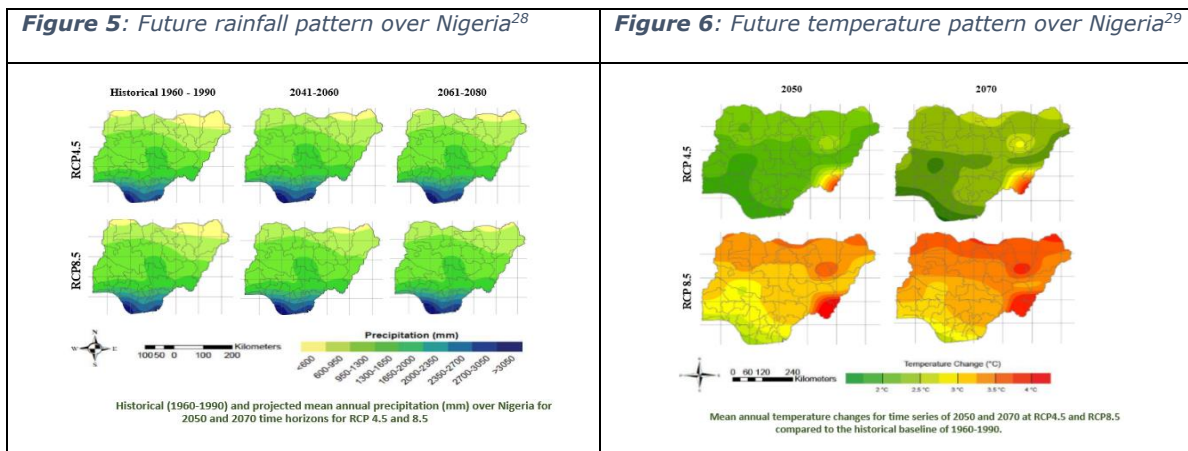 Figure 5: Future rainfall pattern over Nigeria28
Historical 1960 - 1990
2041-2060
2061-2080
RCP4.5
RCP8.5
N
W
E
S
100 50 0 100 200
Kilometers
Precipitation (mm)
<600
600-950
950-1300
1300-1650
1650-2000
2000-2350
2350-2700
2700-3050
>3050
Historical (1960-1990) and projected mean annual precipitation (mm) over Nigeria for
2050 and 2070 time horizons for RCP 4.5 and 8.5
Figure 6: Future temperature pattern over Nigeria29
2050
2070
RCP 4.5
RCP8.5
0 60 120 240
Kilometers
Temperature Change (°C)
2°C
2.5°C
3°C
3.5°C
4°C
Mean annual temperature changes for time series of 2050 and 2070 at RCP4.5 and RCP8.5
compared to the historical baseline of 1960-1990.